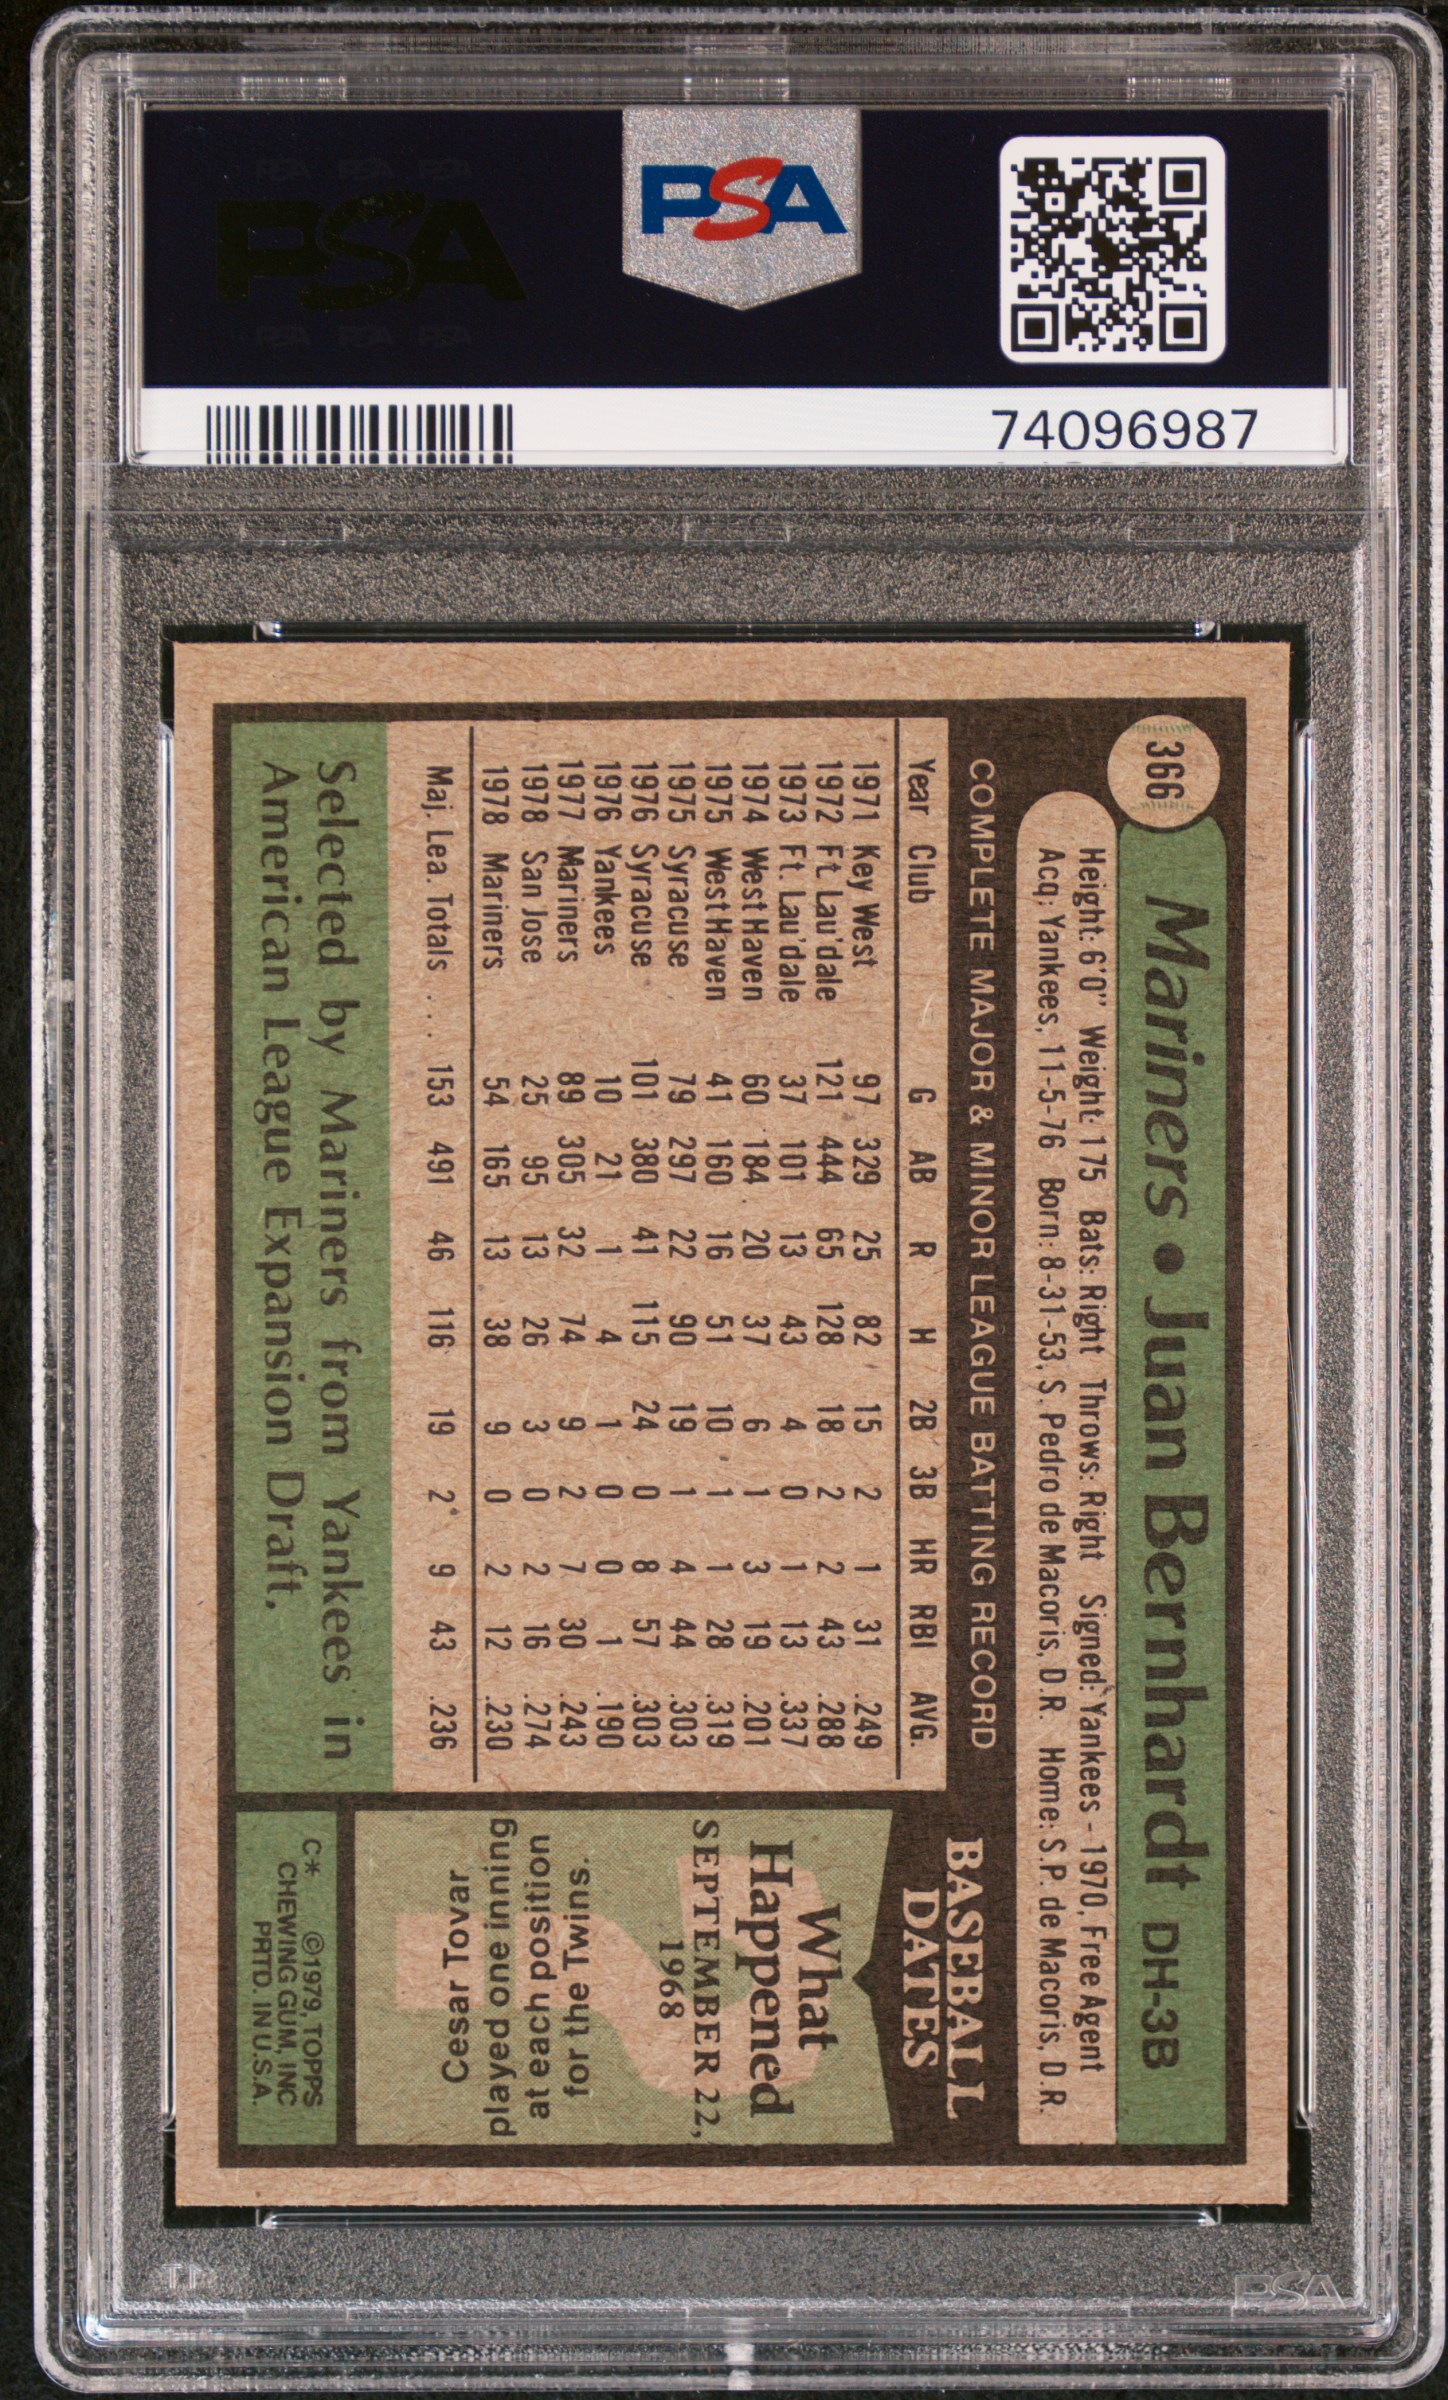 PSA PSA PSA
PSA
PSA PSA PSA
PSA
74096987
366
Mariners • Juan Bernhardt DH-3B
Height: 6'0" Weight: 175 Bats: Right Throws: Right Signed: Yankees - 1970, Free Agent
Acq: Yankees, 11-5-76 Born: 8-31-53, S. Pedro de Macoris, D.R. Home: S.P. de Macoris, D.R.
COMPLETE MAJOR & MINOR LEAGUE BATTING RECORD
Year Club G AB R H 2B 3B HR RBI AVG.
1971 Key West 97 329 25 82 15 2 1 31 .249
1972 Ft. Lau'dale 121 444 65 128 18 2 2 43 .288
1973 Ft. Lau'dale 37 101 13 43 4 0 1 13 .337
1974 West Haven 60 184 20 37 6 1 3 19 .201
1975 West Haven 41 160 16 51 10 1 1 28 .319
1975 Syracuse 79 297 22 90 19 1 4 44 .303
1976 Syracuse 101 380 41 115 24 0 8 57 .303
1976 Yankees 10 21 1 4 1 0 0 1 .190
1977 Mariners 89 305 32 74 9 2 7 30 .243
1978 San Jose 25 95 13 26 3 0 2 16 .274
1978 Mariners 54 165 13 38 9 0 2 12 .230
Maj. Lea. Totals . . . 153 491 46 116 19 2 9 43 .236
Selected by Mariners from Yankees in
American League Expansion Draft.
BASEBALL
DATES
What
Happened
SEPTEMBER 22,
1968
Cesar Tovar
played one inning
at each position
for the Twins.
C* ©1979, TOPPS
CHEWING GUM, INC
PRTD. IN U.S.A.
PSA